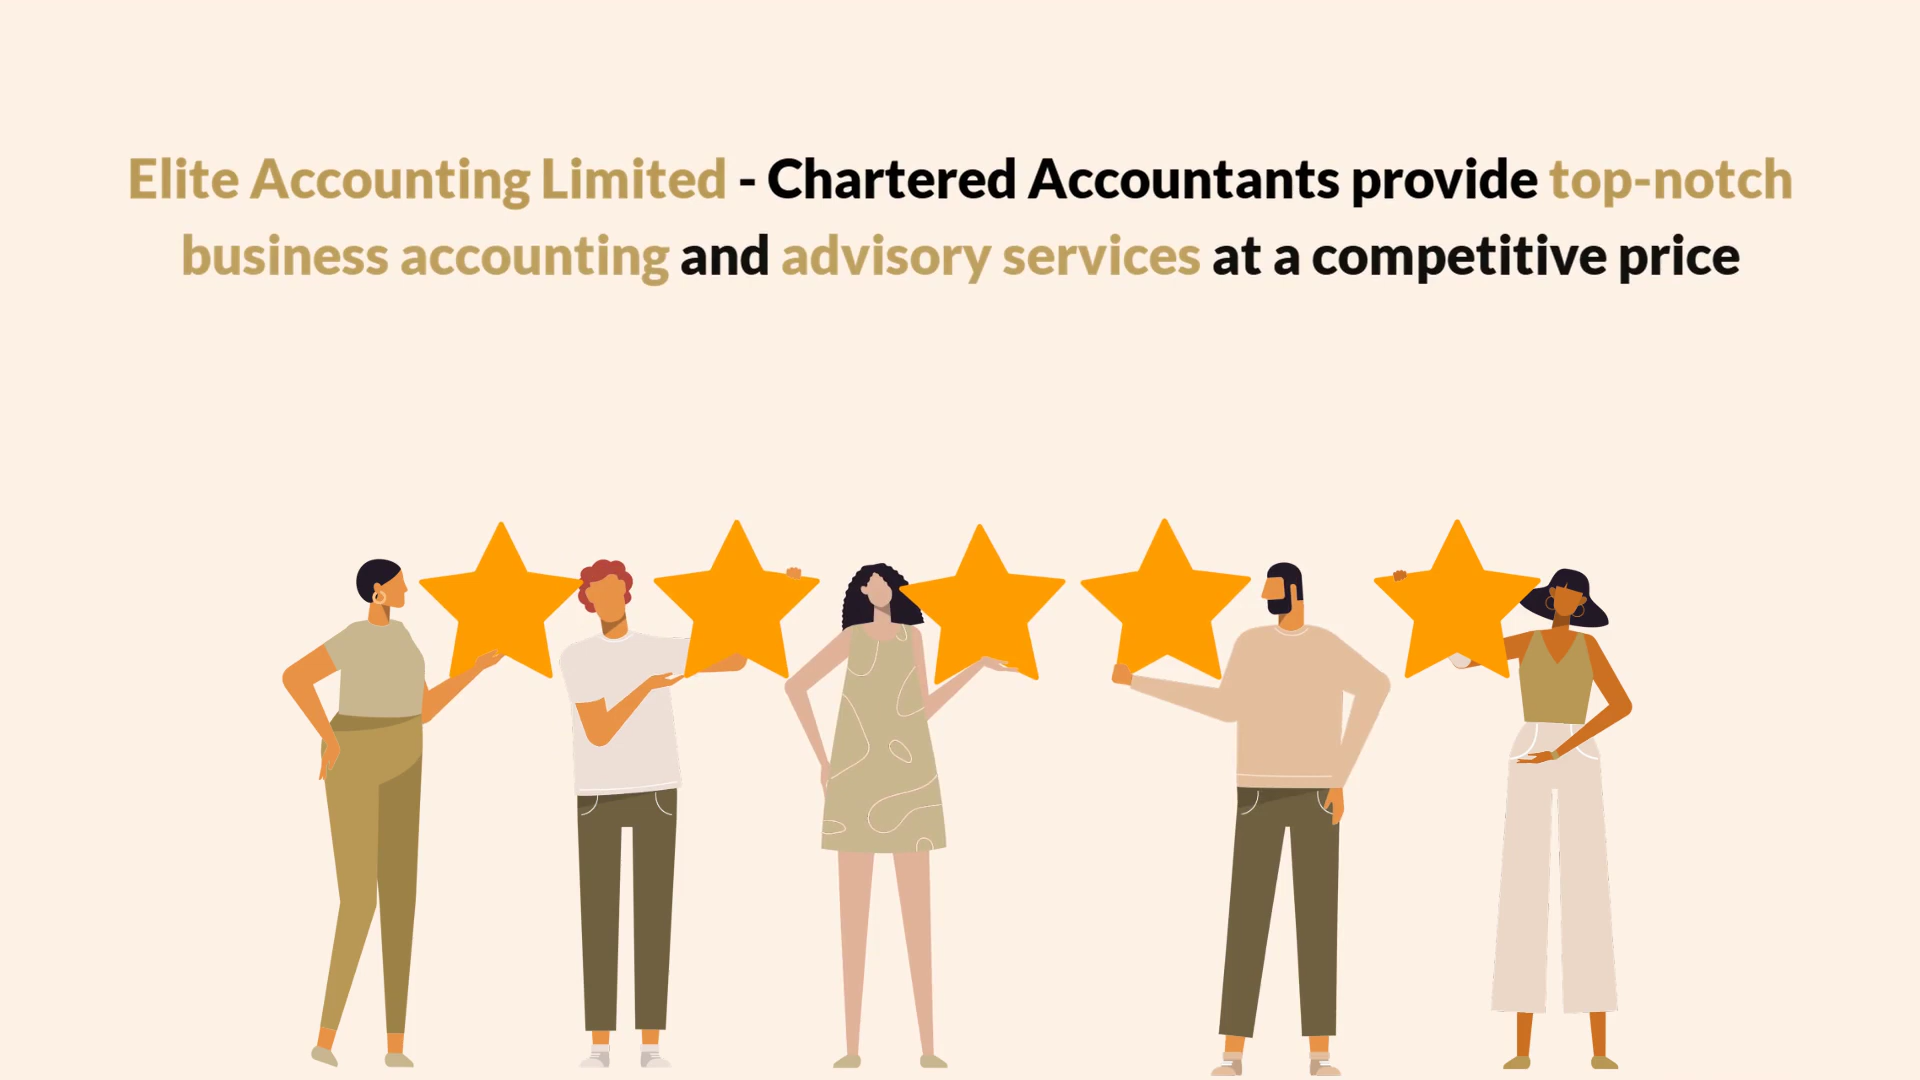 Elite Accounting Limited - Chartered Accountants provide top-notch
business accounting and advisory services at a competitive price